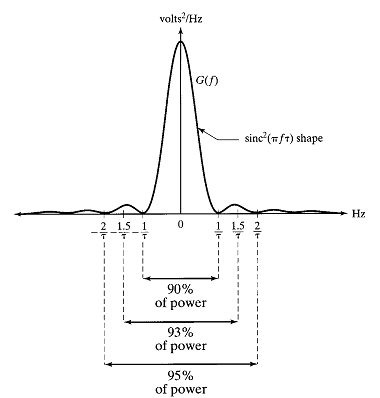 volts²/Hz
G(f)
sinc²(πfτ) shape
Hz
-2/τ -1.5/τ -1/τ 0 1/τ 1.5/τ 2/τ
90%
of power
93%
of power
95%
of power